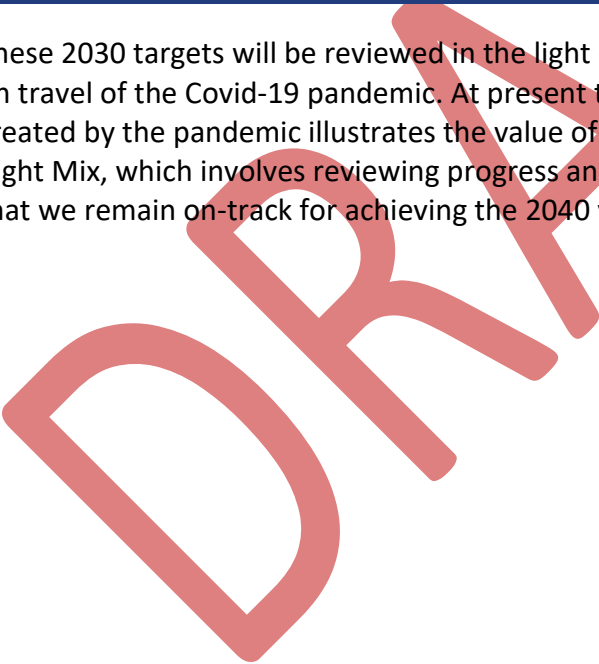 hese 2030 targets will be reviewed in the light
n travel of the Covid-19 pandemic. At present t
reated by the pandemic illustrates the value of
ght Mix, which involves reviewing progress an
hat we remain on-track for achieving the 2040
DRA